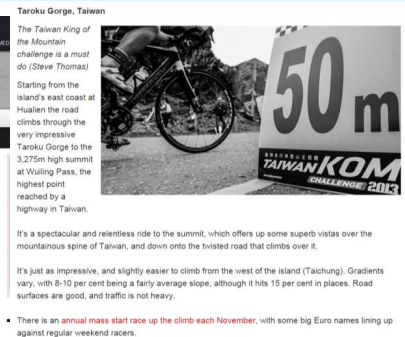 Taroku Gorge, Taiwan
The Taiwan King of
the Mountain
challenge is a must
do (Steve Thomas)
Starting from the
island's east coast at
Hualien the road
climbs through the
very impressive
Taroku Gorge to the
3,275m high summit
at Wuiling Pass, the
highest point
reached by a
highway in Taiwan.
50m
TAIWAN KOM
CHALLENGE 2013
It's a spectacular and relentless ride to the summit, which offers up some superb vistas over the
mountainous spine of Taiwan, and down onto the twisted road that climbs over it.
It's just as impressive, and slightly easier to climb from the west of the island (Taichung). Gradients
vary, with 8-10 per cent being a fairly average slope, although it hits 15 per cent in places. Road
surfaces are good, and traffic is not heavy.
There is an annual mass start race up the climb each November, with some big Euro names lining up
against regular weekend racers.